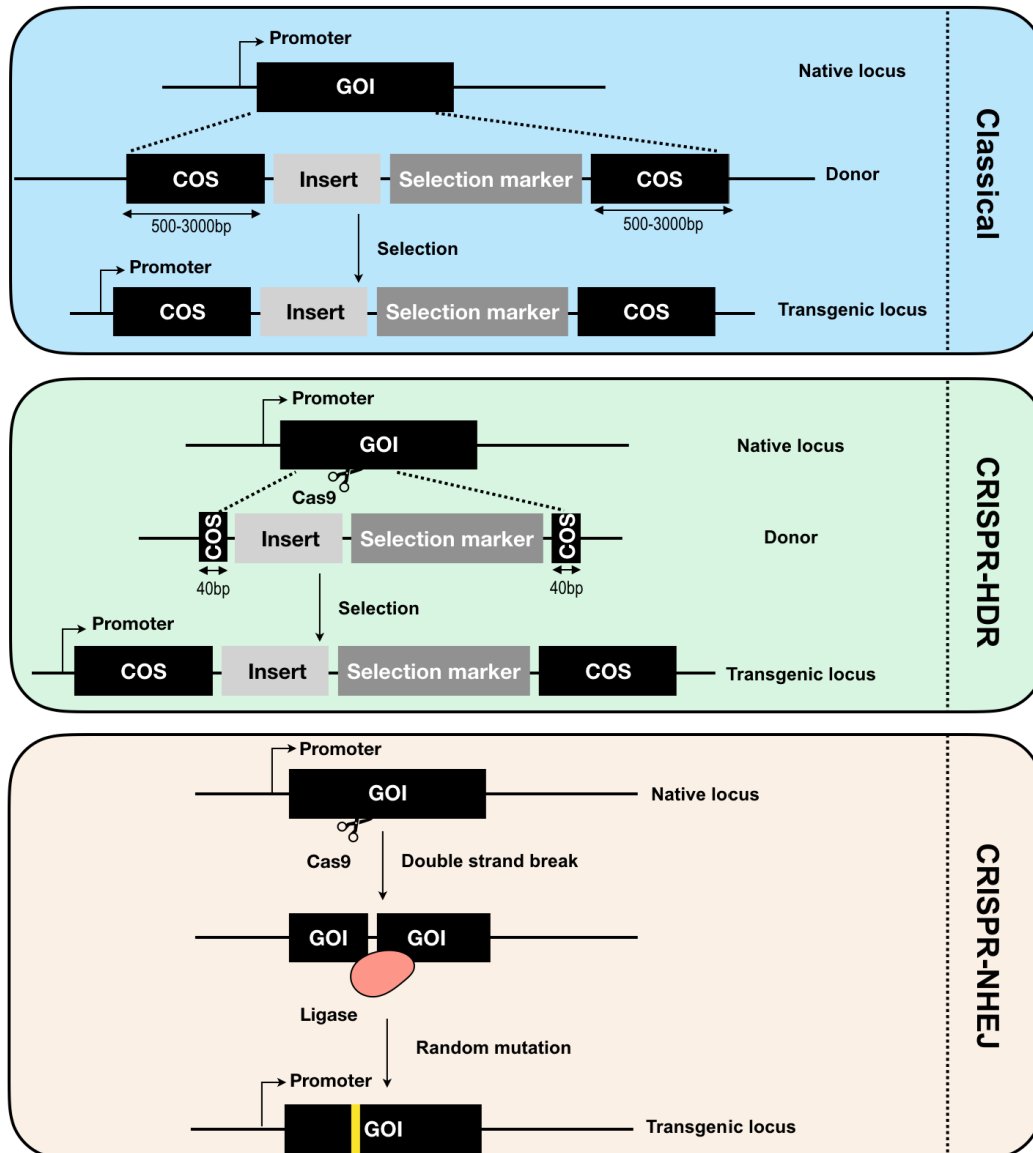 Promoter
GOI
Native locus
COS
Insert
Selection marker
COS
Donor
500-3000bp
500-3000bp
Selection
Promoter
COS
Insert
Selection marker
COS
Transgenic locus
Classical
Promoter
GOI
Native locus
Cas9
COS
Insert
Selection marker
COS
Donor
40bp
40bp
Selection
Promoter
COS
Insert
Selection marker
COS
Transgenic locus
CRISPR-HDR
Promoter
GOI
Native locus
Cas9
Double strand break
GOI
GOI
Ligase
Random mutation
Promoter
GOI
Transgenic locus
CRISPR-NHEJ